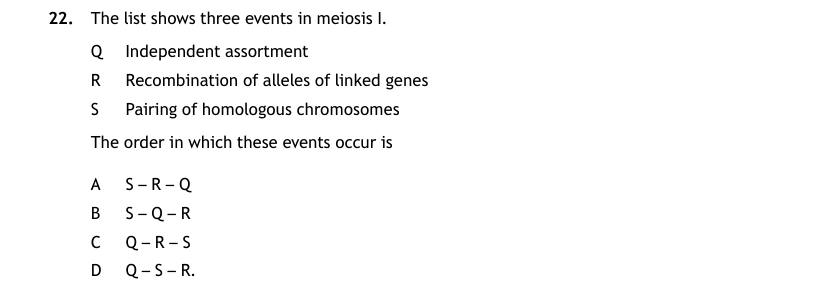 22. The list shows three events in meiosis I.
Q Independent assortment
R Recombination of alleles of linked genes
S Pairing of homologous chromosomes
The order in which these events occur is
A S – R – Q
B S – Q – R
C Q – R – S
D Q – S – R.